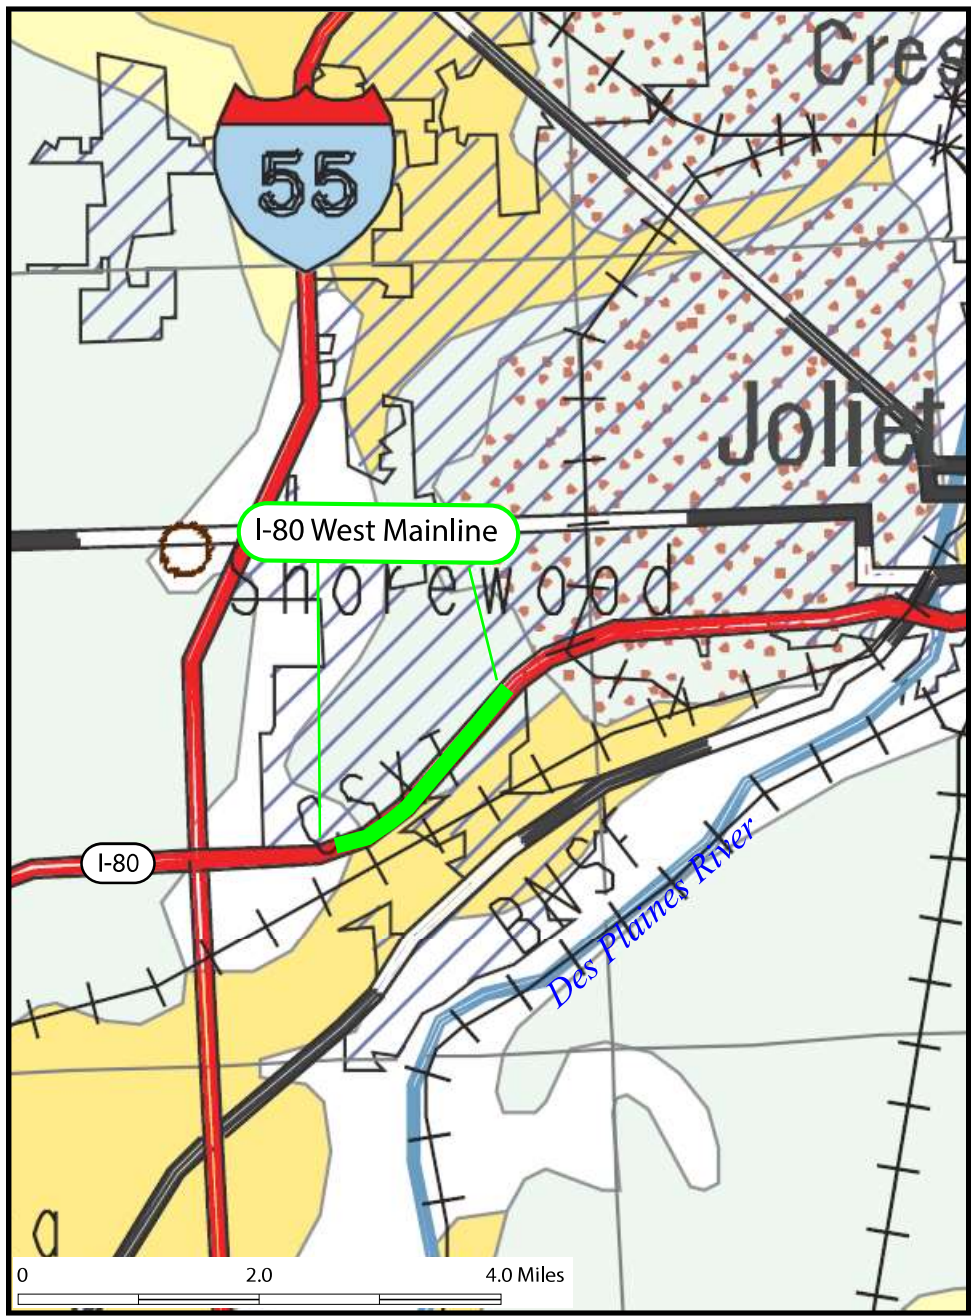 Cres
55
Joliet
I-80 West Mainline
Shorewood
CSXT
I-80
BNSF
Des Plaines River
a
0 2.0 4.0 Miles